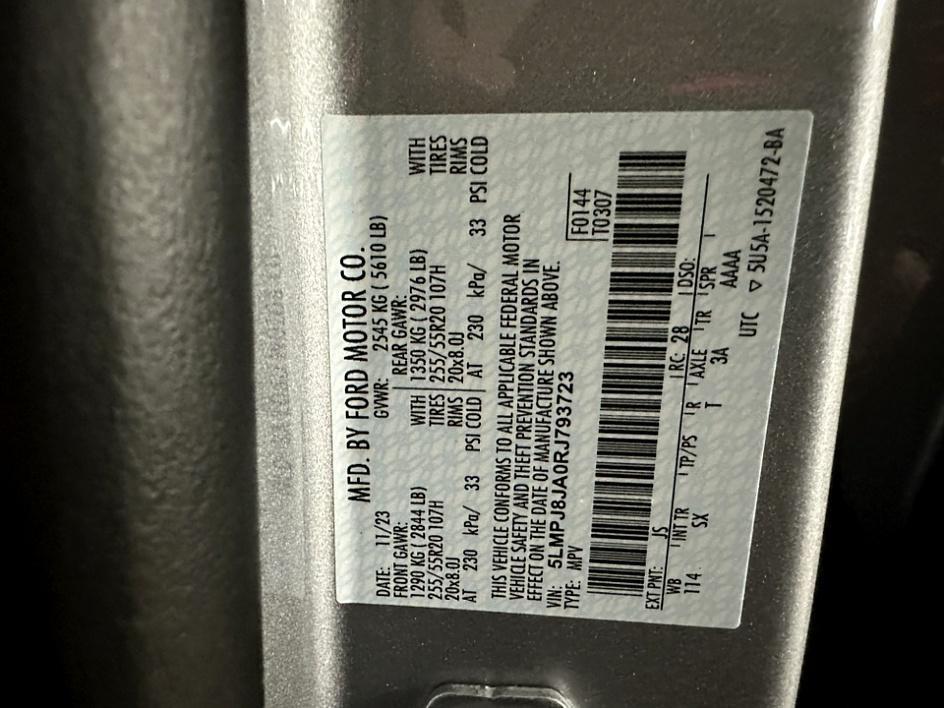 MFD. BY FORD MOTOR CO.
DATE: 11/23 GVWR: 2545 KG ( 5610 LB)
FRONT GAWR: REAR GAWR:
1290 KG ( 2844 LB) WITH 1350 KG ( 2976 LB) WITH
255/55R20 107H TIRES 255/55R20 107H TIRES
20x8.0J RIMS 20x8.0J RIMS
AT 230 kPa/ 33 PSI COLD AT 230 kPa/ 33 PSI COLD
THIS VEHICLE CONFORMS TO ALL APPLICABLE FEDERAL MOTOR
VEHICLE SAFETY AND THEFT PREVENTION STANDARDS IN
EFFECT ON THE DATE OF MANUFACTURE SHOWN ABOVE.
VIN: 5LMPJ8JA0RJ793723 F0144
TYPE: MPV T0307
EXT PNT: JS RC: 28 DSO:
WB INT TR TP/PS R AXLE TR SPR
114 SX T 3A AAAA
UTC ▽ 5U5A-1520472-BA